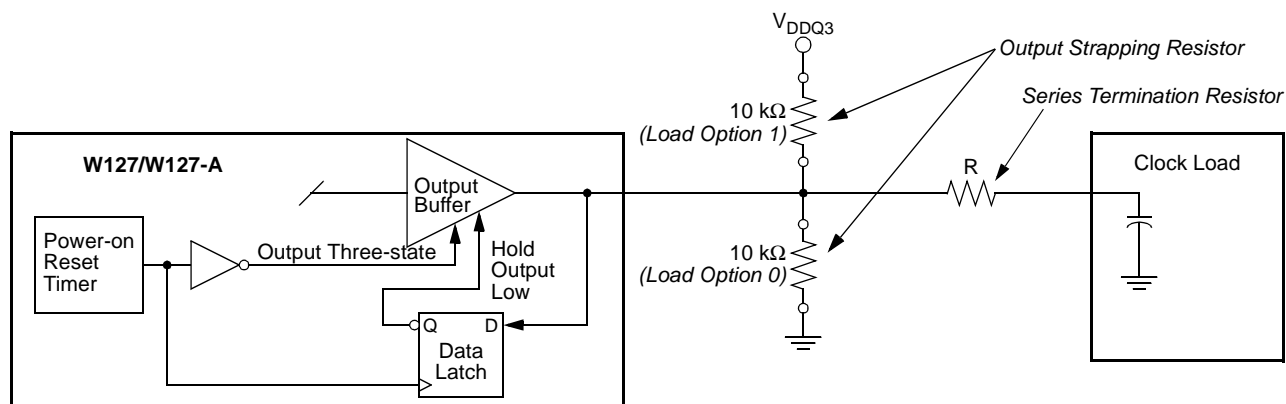 VDDQ3
Output Strapping Resistor
Series Termination Resistor
10 kΩ
(Load Option 1)
W127/W127-A
Clock Load
R
Output
Buffer
Power-on
Reset
Timer
Output Three-state
Hold
Output
Low
10 kΩ
(Load Option 0)
Q D
Data
Latch